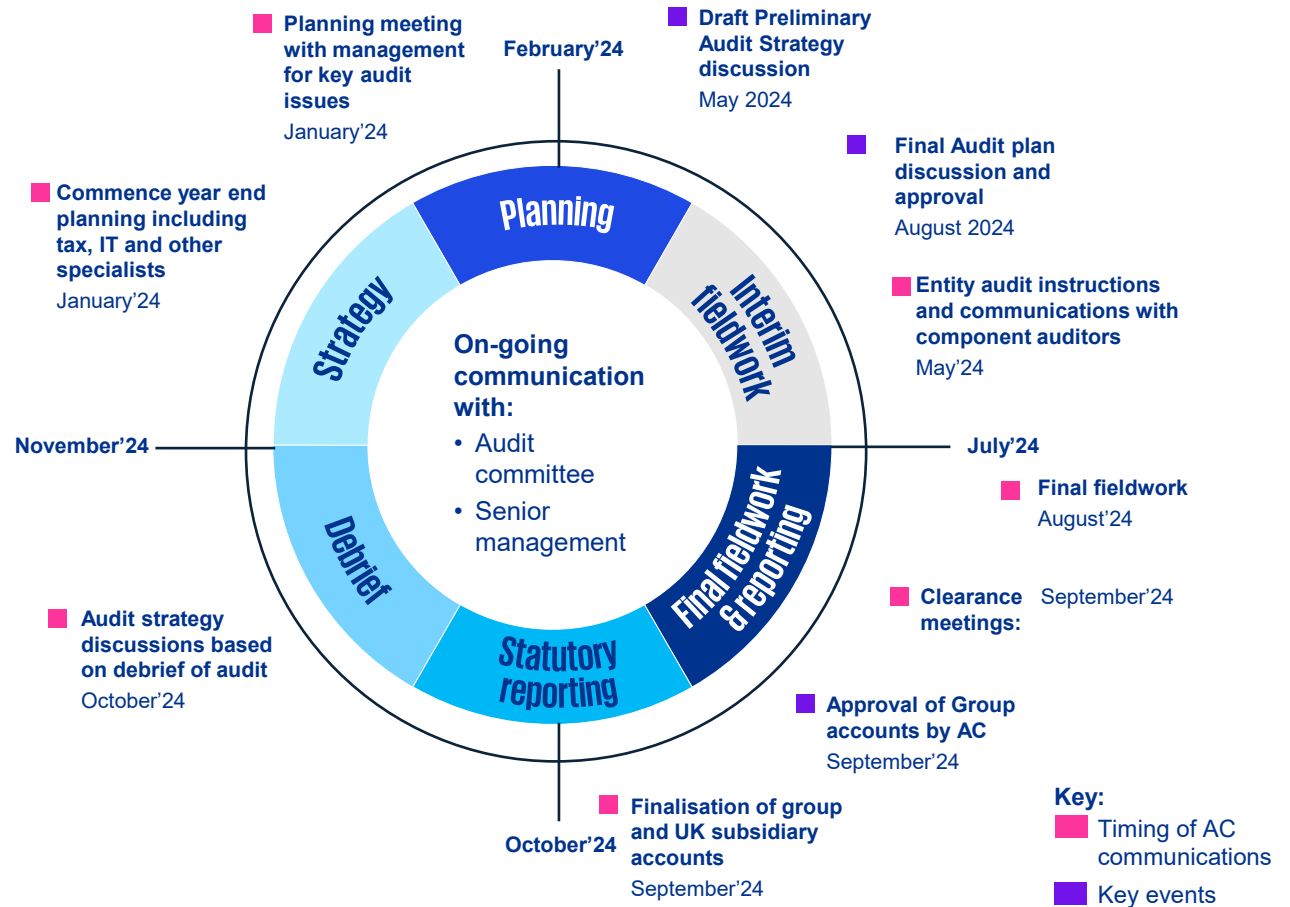 Planning meeting
with management
for key audit
issues
January’24
February’24
Draft Preliminary
Audit Strategy
discussion
May 2024
Final Audit plan
discussion and
approval
August 2024
Commence year end
planning including
tax, IT and other
specialists
January’24
Entity audit instructions
and communications with
component auditors
May’24
Planning
Strategy
Interim
fieldwork
On-going
communication
with:
• Audit
committee
• Senior
management
November’24
July’24
Final fieldwork
August’24
Debrief
Final fieldwork
& reporting
Statutory
reporting
Clearance
meetings:
September’24
Audit strategy
discussions based
on debrief of audit
October’24
Approval of Group
accounts by AC
September’24
October’24
Finalisation of group
and UK subsidiary
accounts
September’24
Key:
Timing of AC
communications
Key events